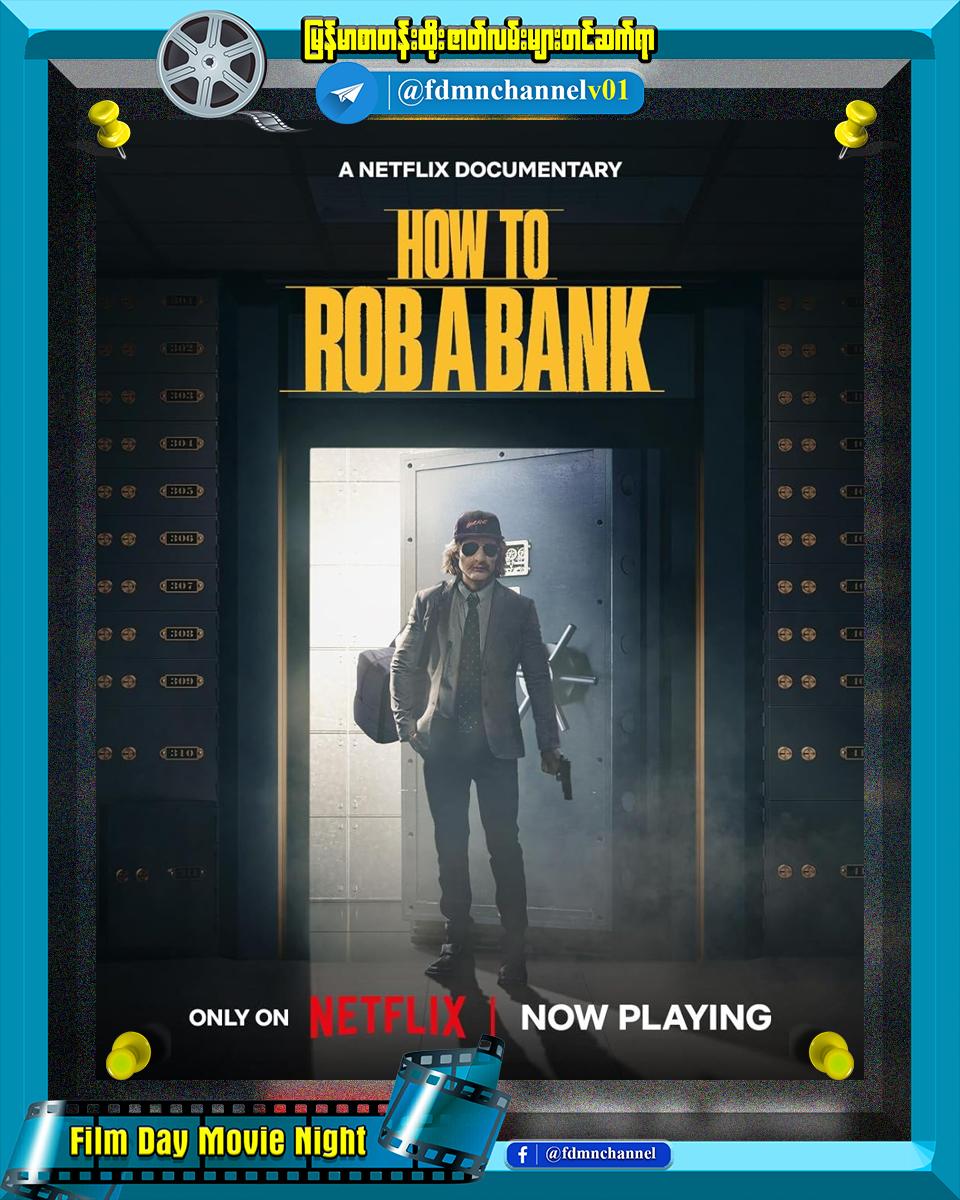 မြန်မာစာတန်းထိုးဇာတ်လမ်းများတင်ဆက်ရာ
@fdmnchannelv01
A NETFLIX DOCUMENTARY
HOW TO
ROB A BANK
301
302
303
304
305
306
307
308
309
310
ONLY ON NETFLIX | NOW PLAYING
Film Day Movie Night
f | @fdmnchannel